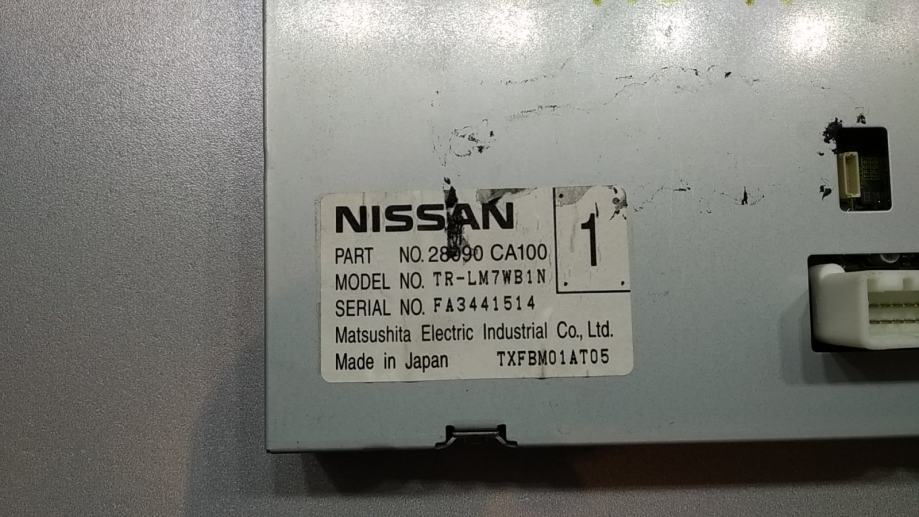 NISSAN
1
PART NO. 28090 CA100
MODEL NO. TR-LM7WB1N
SERIAL NO. FA3441514
Matsushita Electric Industrial Co., Ltd.
Made in Japan TXFBM01AT05